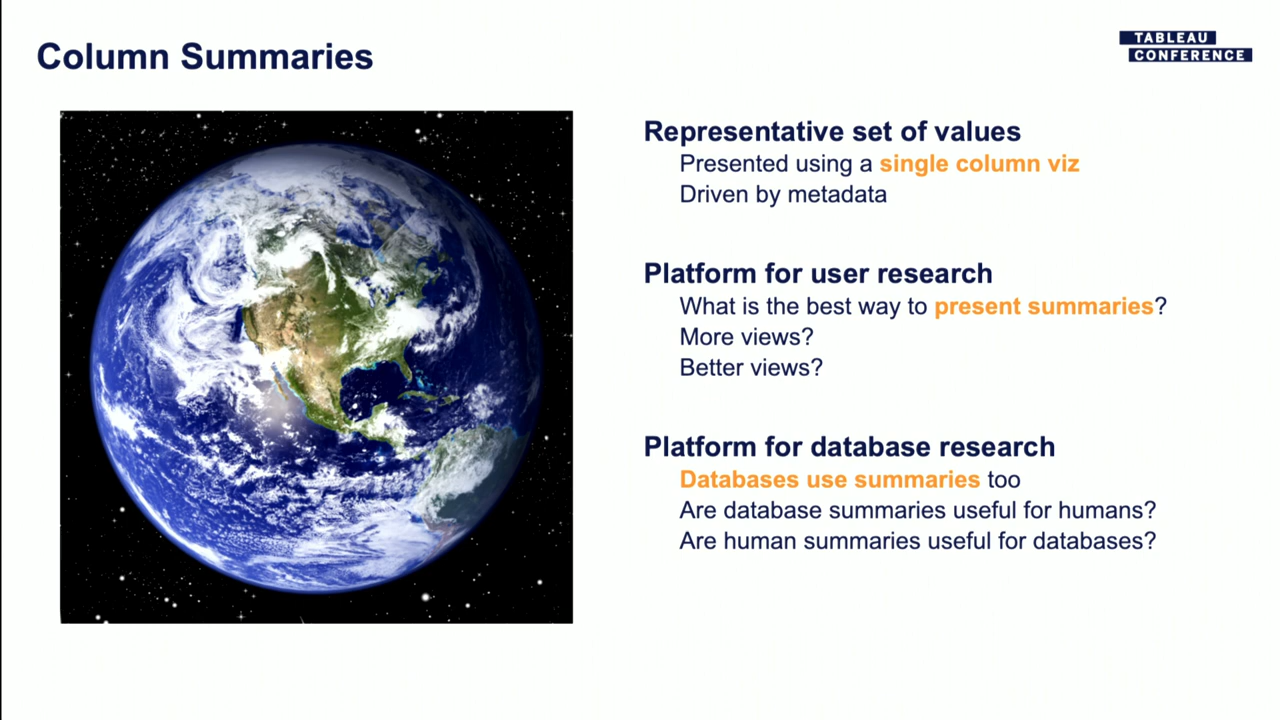 Column Summaries
TABLEAU
CONFERENCE
Representative set of values
Presented using a single column viz
Driven by metadata
Platform for user research
What is the best way to present summaries?
More views?
Better views?
Platform for database research
Databases use summaries too
Are database summaries useful for humans?
Are human summaries useful for databases?